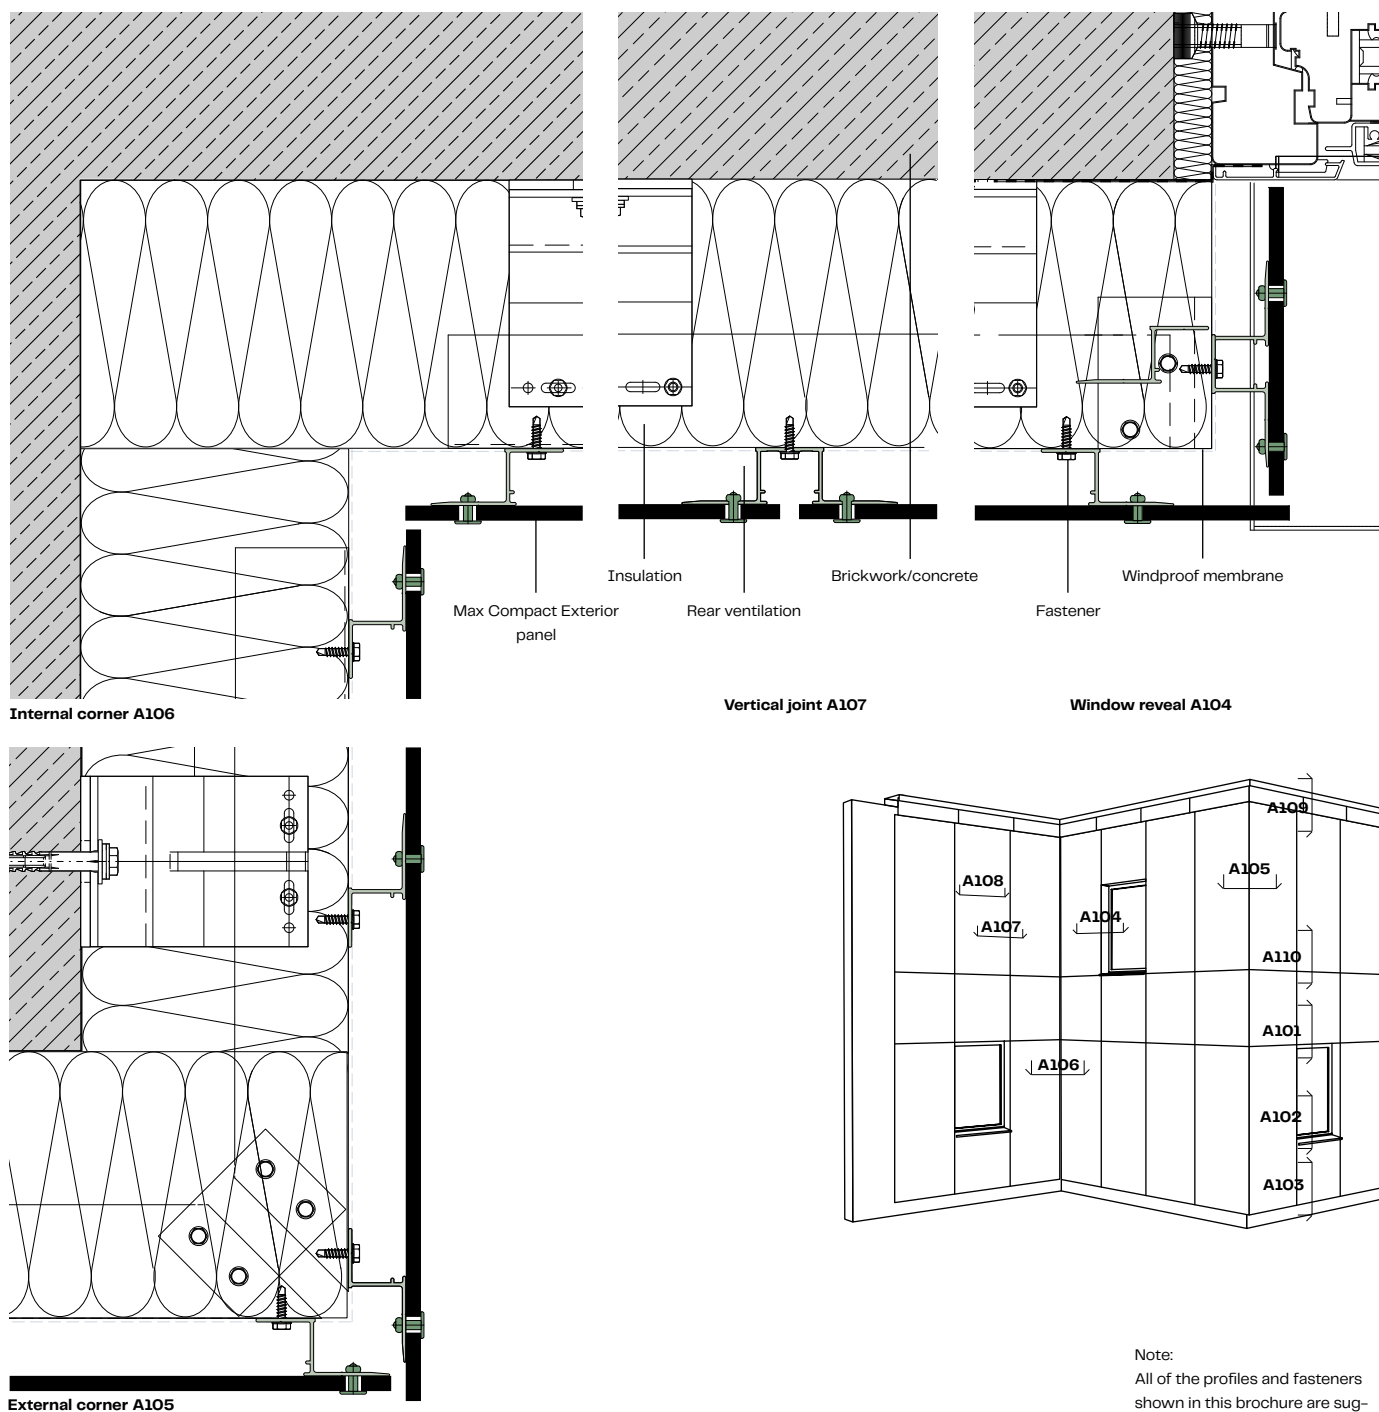 Insulation
Brickwork/concrete
Windproof membrane
Max Compact Exterior
panel
Rear ventilation
Fastener
Internal corner A106
Vertical joint A107
Window reveal A104
A109
A105
A108
A104
A107
A110
A101
A106
A102
A103
External corner A105
Note:
All of the profiles and fasteners
shown in this brochure are sug-